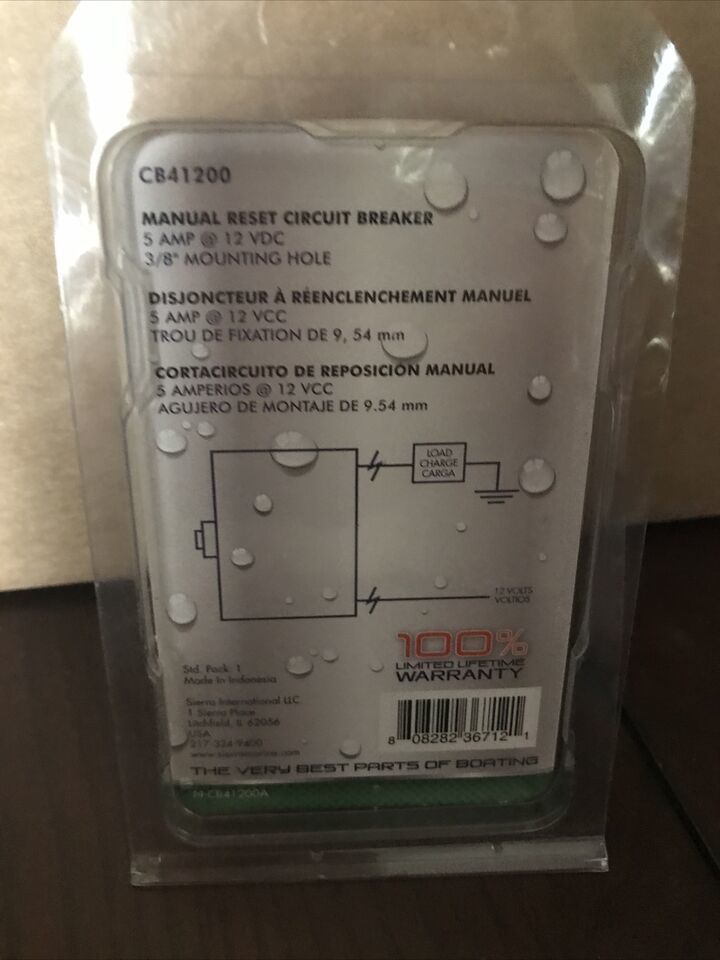 CB41200
MANUAL RESET CIRCUIT BREAKER
5 AMP @ 12 VDC
3/8" MOUNTING HOLE
DISJONCTEUR À RÉENCLENCHEMENT MANUEL
5 AMP @ 12 VCC
TROU DE FIXATION DE 9, 54 mm
CORTACIRCUITO DE REPOSICIÓN MANUAL
5 AMPERIOS @ 12 VCC
AGUJERO DE MONTAJE DE 9.54 mm
LOAD
CHARGE
CARGA
12 VOLTS
VOLTIOS
100%
LIMITED LIFETIME
WARRANTY
Std. Pack: 1
Made In Indonesia
Sierra International LLC
1 Sierra Place
Litchfield, IL 62056
USA
217-324-9400
www.sierramarine.com
8 08282 36712 1
THE VERY BEST PARTS OF BOATING
M-CB41200A